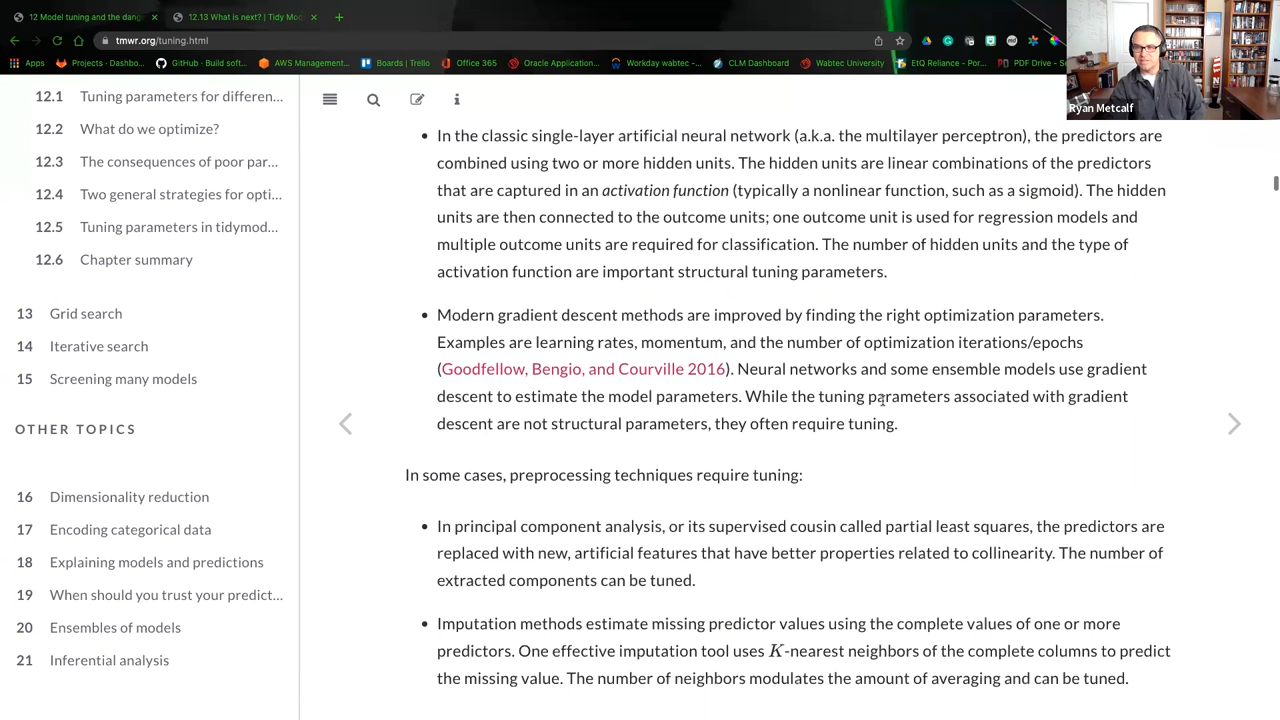 12 Model tuning and the dang
12.13 What is next? | Tidy Mod
tmwr.org/tuning.html
Apps
Projects - Dashbo...
GitHub - Build soft...
AWS Management...
Boards | Trello
Office 365
Oracle Application...
Workday wabtec -...
CLM Dashboard
Wabtec University
EtQ Reliance - Por...
PDF Drive - S
Ryan Metcalf
12.1 Tuning parameters for differen...
12.2 What do we optimize?
12.3 The consequences of poor par...
12.4 Two general strategies for opti...
12.5 Tuning parameters in tidymod...
12.6 Chapter summary
13 Grid search
14 Iterative search
15 Screening many models
OTHER TOPICS
16 Dimensionality reduction
17 Encoding categorical data
18 Explaining models and predictions
19 When should you trust your predict...
20 Ensembles of models
21 Inferential analysis
• In the classic single-layer artificial neural network (a.k.a. the multilayer perceptron), the predictors are
combined using two or more hidden units. The hidden units are linear combinations of the predictors
that are captured in an activation function (typically a nonlinear function, such as a sigmoid). The hidden
units are then connected to the outcome units; one outcome unit is used for regression models and
multiple outcome units are required for classification. The number of hidden units and the type of
activation function are important structural tuning parameters.
• Modern gradient descent methods are improved by finding the right optimization parameters.
Examples are learning rates, momentum, and the number of optimization iterations/epochs
(Goodfellow, Bengio, and Courville 2016). Neural networks and some ensemble models use gradient
descent to estimate the model parameters. While the tuning parameters associated with gradient
descent are not structural parameters, they often require tuning.
In some cases, preprocessing techniques require tuning:
• In principal component analysis, or its supervised cousin called partial least squares, the predictors are
replaced with new, artificial features that have better properties related to collinearity. The number of
extracted components can be tuned.
• Imputation methods estimate missing predictor values using the complete values of one or more
predictors. One effective imputation tool uses K-nearest neighbors of the complete columns to predict
the missing value. The number of neighbors modulates the amount of averaging and can be tuned.